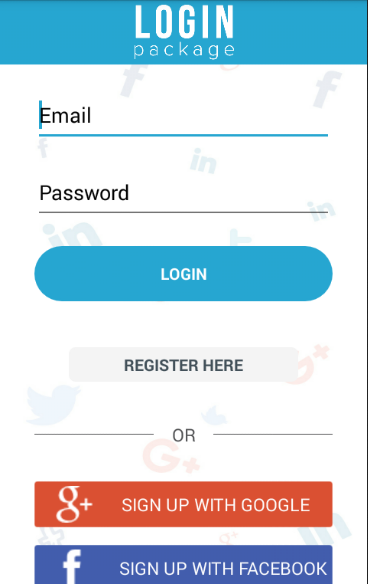 LOGIN
package
Email
Password
LOGIN
REGISTER HERE
OR
g+ SIGN UP WITH GOOGLE
f SIGN UP WITH FACEBOOK